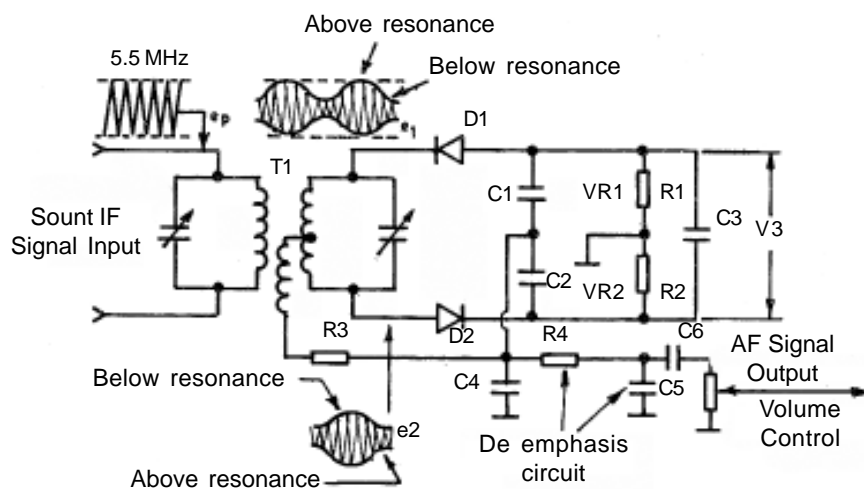 Above resonance
5.5 MHz
Below resonance
ep
e1
D1
T1
C1
VR1
R1
C3
V3
Sount IF
Signal Input
C2
VR2
R2
R3
D2
R4
C6
AF Signal
Output
Below resonance
C4
C5
Volume
Control
e2
De emphasis
circuit
Above resonance